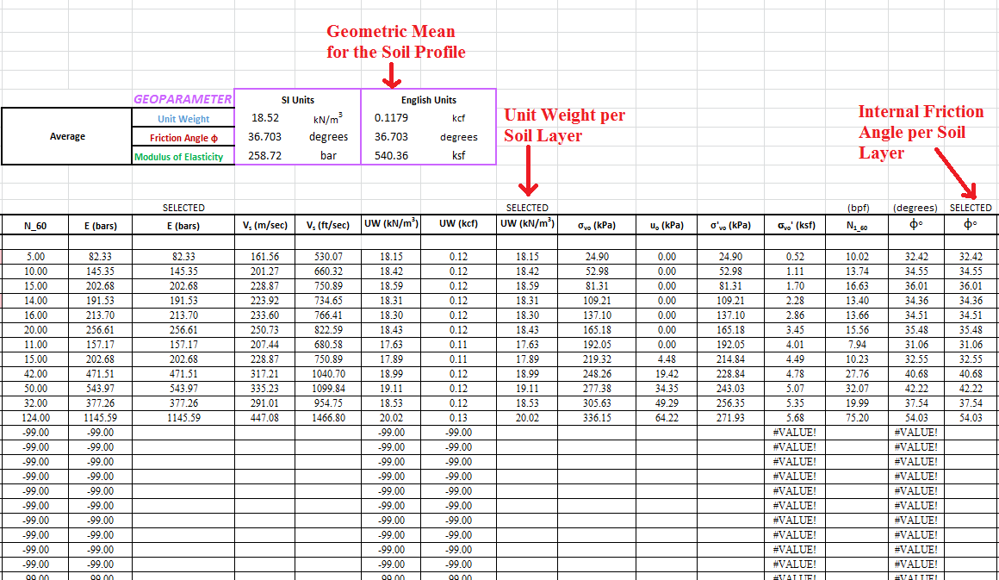 Geometric Mean
for the Soil Profile
GEOPARAMETER SI Units English Units
Average
Unit Weight 18.52 kN/m³ 0.1179 kcf
Friction Angle ϕ 36.703 degrees 36.703 degrees
Modulus of Elasticity 258.72 bar 540.36 ksf
Unit Weight per
Soil Layer
Internal Friction
Angle per Soil
Layer
SELECTED SELECTED (bpf) (degrees) SELECTED
N_60 E (bars) E (bars) Vₛ (m/sec) Vₛ (ft/sec) UW (kN/m³) UW (kcf) UW (kN/m³) σᵥₒ (kPa) uₒ (kPa) σ'ᵥₒ (kPa) σᵥₒ' (ksf) N₁_₆₀ ϕ° ϕ°
5.00 82.33 82.33 161.56 530.07 18.15 0.12 18.15 24.90 0.00 24.90 0.52 10.02 32.42 32.42
10.00 145.35 145.35 201.27 660.32 18.42 0.12 18.42 52.98 0.00 52.98 1.11 13.74 34.55 34.55
15.00 202.68 202.68 228.87 750.89 18.59 0.12 18.59 81.31 0.00 81.31 1.70 16.63 36.01 36.01
14.00 191.53 191.53 223.92 734.65 18.31 0.12 18.31 109.21 0.00 109.21 2.28 13.40 34.36 34.36
16.00 213.70 213.70 233.60 766.41 18.30 0.12 18.30 137.10 0.00 137.10 2.86 13.66 34.51 34.51
20.00 256.61 256.61 250.73 822.59 18.43 0.12 18.43 165.18 0.00 165.18 3.45 15.56 35.48 35.48
11.00 157.17 157.17 207.44 680.58 17.63 0.11 17.63 192.05 0.00 192.05 4.01 7.94 31.06 31.06
15.00 202.68 202.68 228.87 750.89 17.89 0.11 17.89 219.32 4.48 214.84 4.49 10.23 32.55 32.55
42.00 471.51 471.51 317.21 1040.70 18.99 0.12 18.99 248.26 19.42 228.84 4.78 27.76 40.68 40.68
50.00 543.97 543.97 335.23 1099.84 19.11 0.12 19.11 277.38 34.35 243.03 5.07 32.07 42.22 42.22
32.00 377.26 377.26 291.01 954.75 18.53 0.12 18.53 305.63 49.29 256.35 5.35 19.99 37.54 37.54
124.00 1145.59 1145.59 447.08 1466.80 20.02 0.13 20.02 336.15 64.22 271.93 5.68 75.20 54.03 54.03
-99.00 -99.00 -99.00 -99.00 #VALUE! #VALUE!
-99.00 -99.00 -99.00 -99.00 #VALUE! #VALUE!
-99.00 -99.00 -99.00 -99.00 #VALUE! #VALUE!
-99.00 -99.00 -99.00 -99.00 #VALUE! #VALUE!
-99.00 -99.00 -99.00 -99.00 #VALUE! #VALUE!
-99.00 -99.00 -99.00 -99.00 #VALUE! #VALUE!
-99.00 -99.00 -99.00 -99.00 #VALUE! #VALUE!
-99.00 -99.00 -99.00 -99.00 #VALUE! #VALUE!
-99.00 -99.00 -99.00 -99.00 #VALUE! #VALUE!
-99.00 -99.00 -99.00 -99.00 #VALUE! #VALUE!
-99.00 -99.00 -99.00 -99.00 #VALUE! #VALUE!